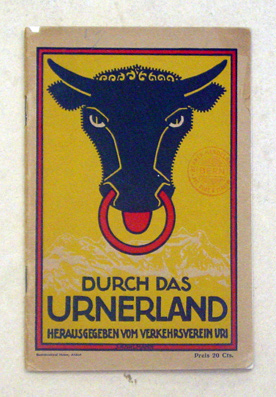 DURCH DAS
URNERLAND
HERAUSGEGEBEN VOM VERKEHRSVEREIN URI
Preis 20 Cts.